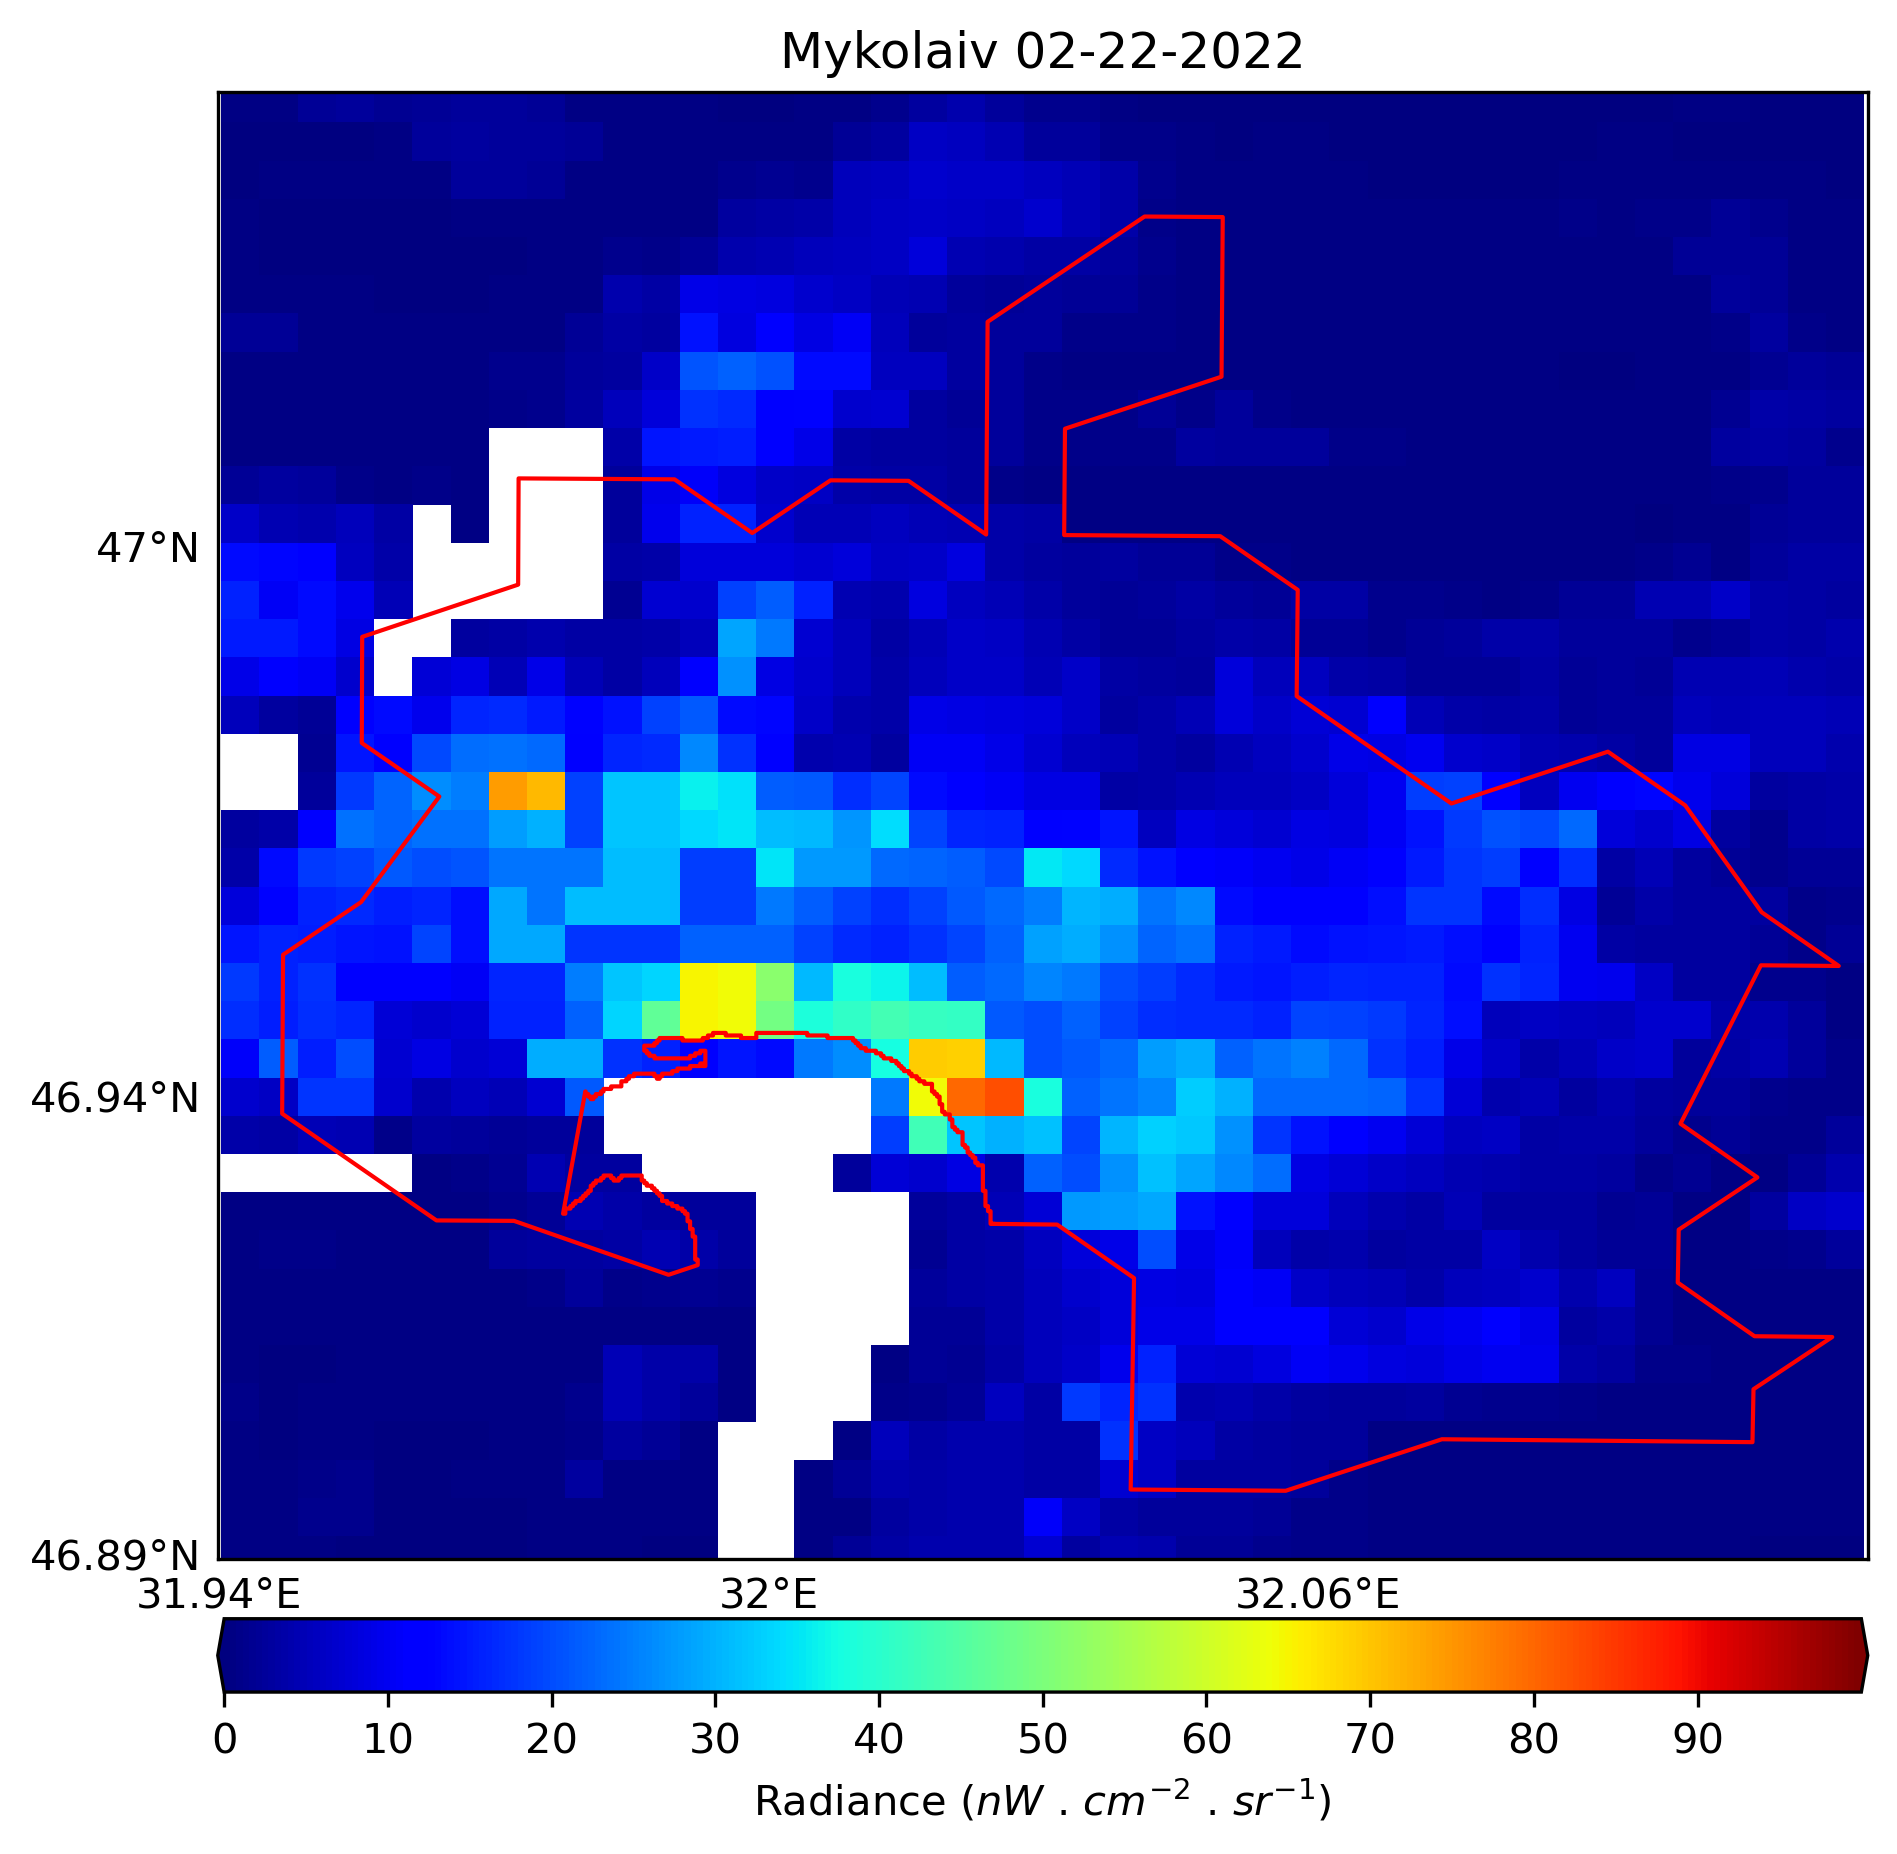 Mykolaiv 02-22-2022
47°N
46.94°N
46.89°N
31.94°E 32°E 32.06°E
0 10 20 30 40 50 60 70 80 90
Radiance (nW . cm⁻² . sr⁻¹)